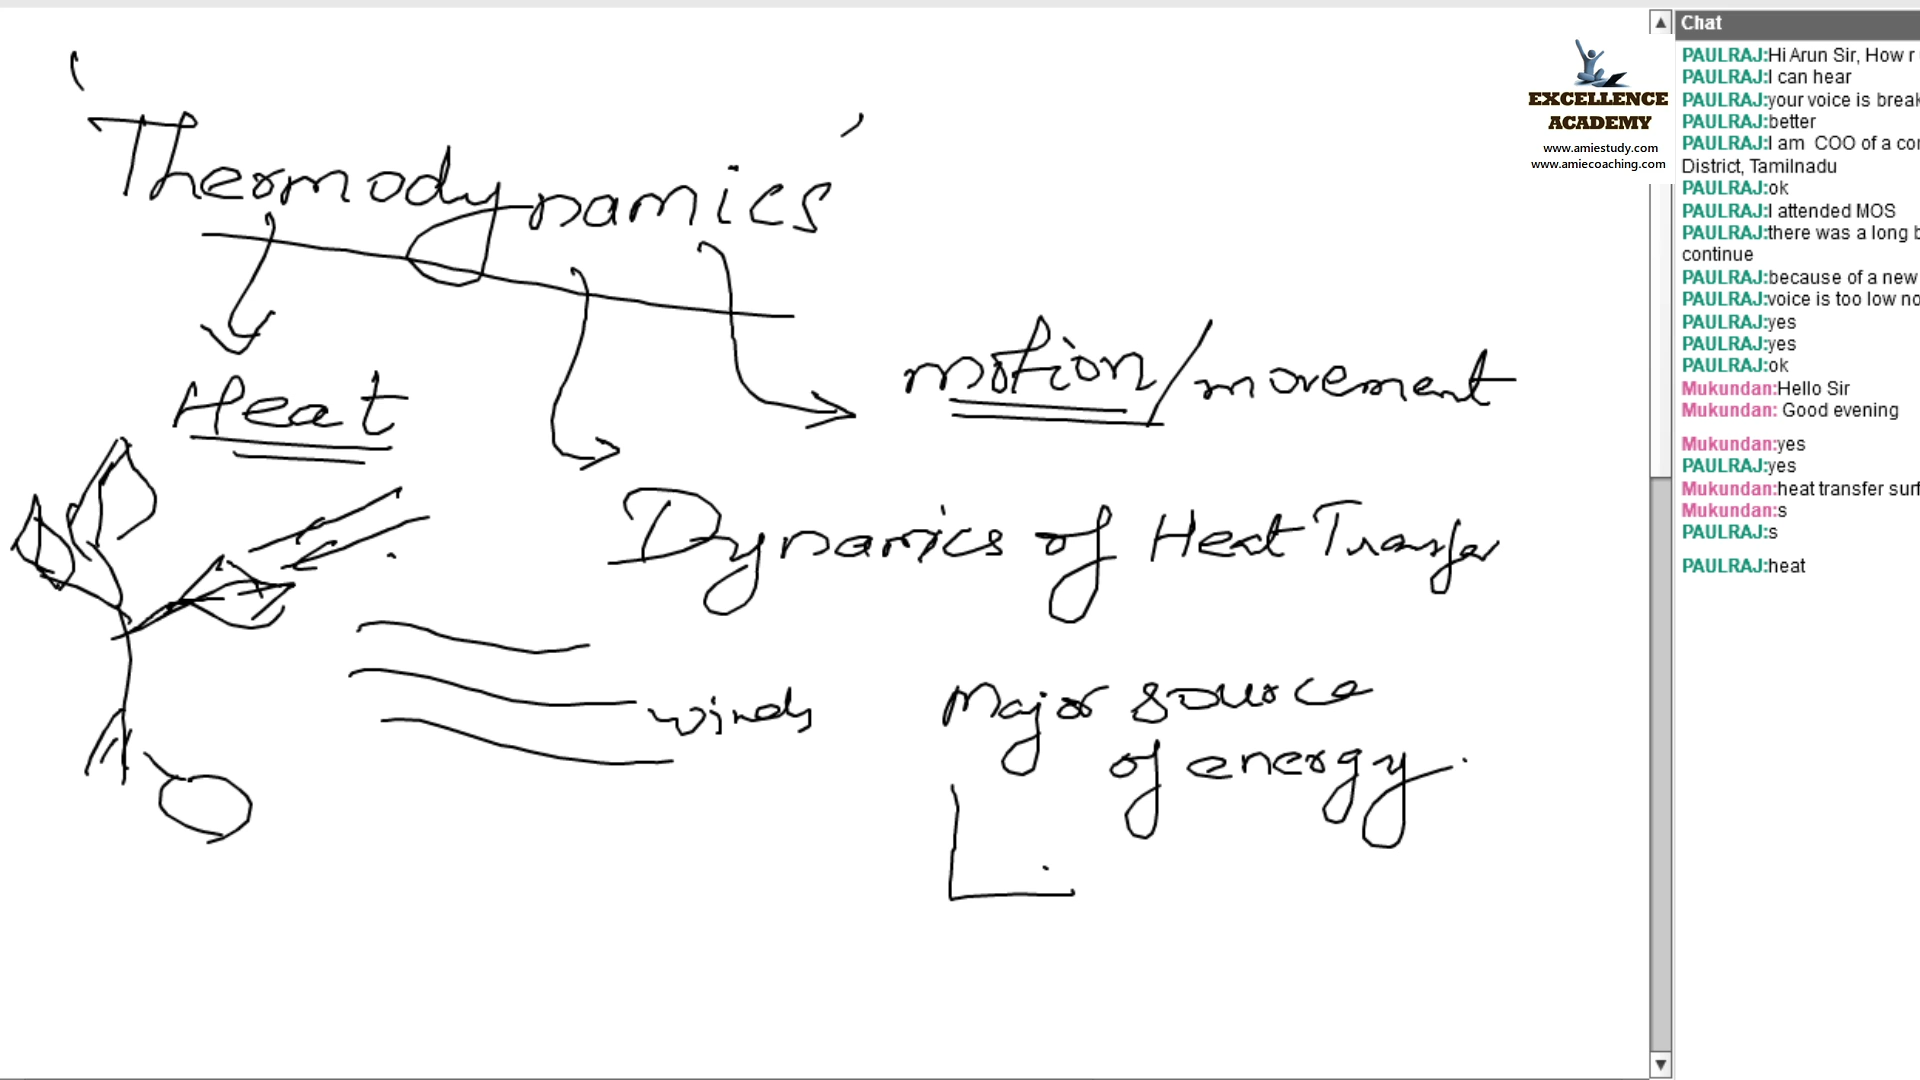 'Thermodynamics'
Heat
motion/movement
Dynamics of Heat Transfer
winds
Major source
of energy.
EXCELLENCE
ACADEMY
www.amiestudy.com
www.amiecoaching.com
Chat
PAULRAJ:Hi Arun Sir, How r
PAULRAJ:I can hear
PAULRAJ:your voice is break
PAULRAJ:better
PAULRAJ:I am COO of a
District, Tamilnadu
PAULRAJ:ok
PAULRAJ:I attended MOS
PAULRAJ:there was a long
continue
PAULRAJ:because of a new
PAULRAJ:voice is too low
PAULRAJ:yes
PAULRAJ:yes
PAULRAJ:ok
Mukundan:Hello Sir
Mukundan: Good evening
Mukundan:yes
PAULRAJ:yes
Mukundan:heat transfer
Mukundan:s
PAULRAJ:s
PAULRAJ:heat